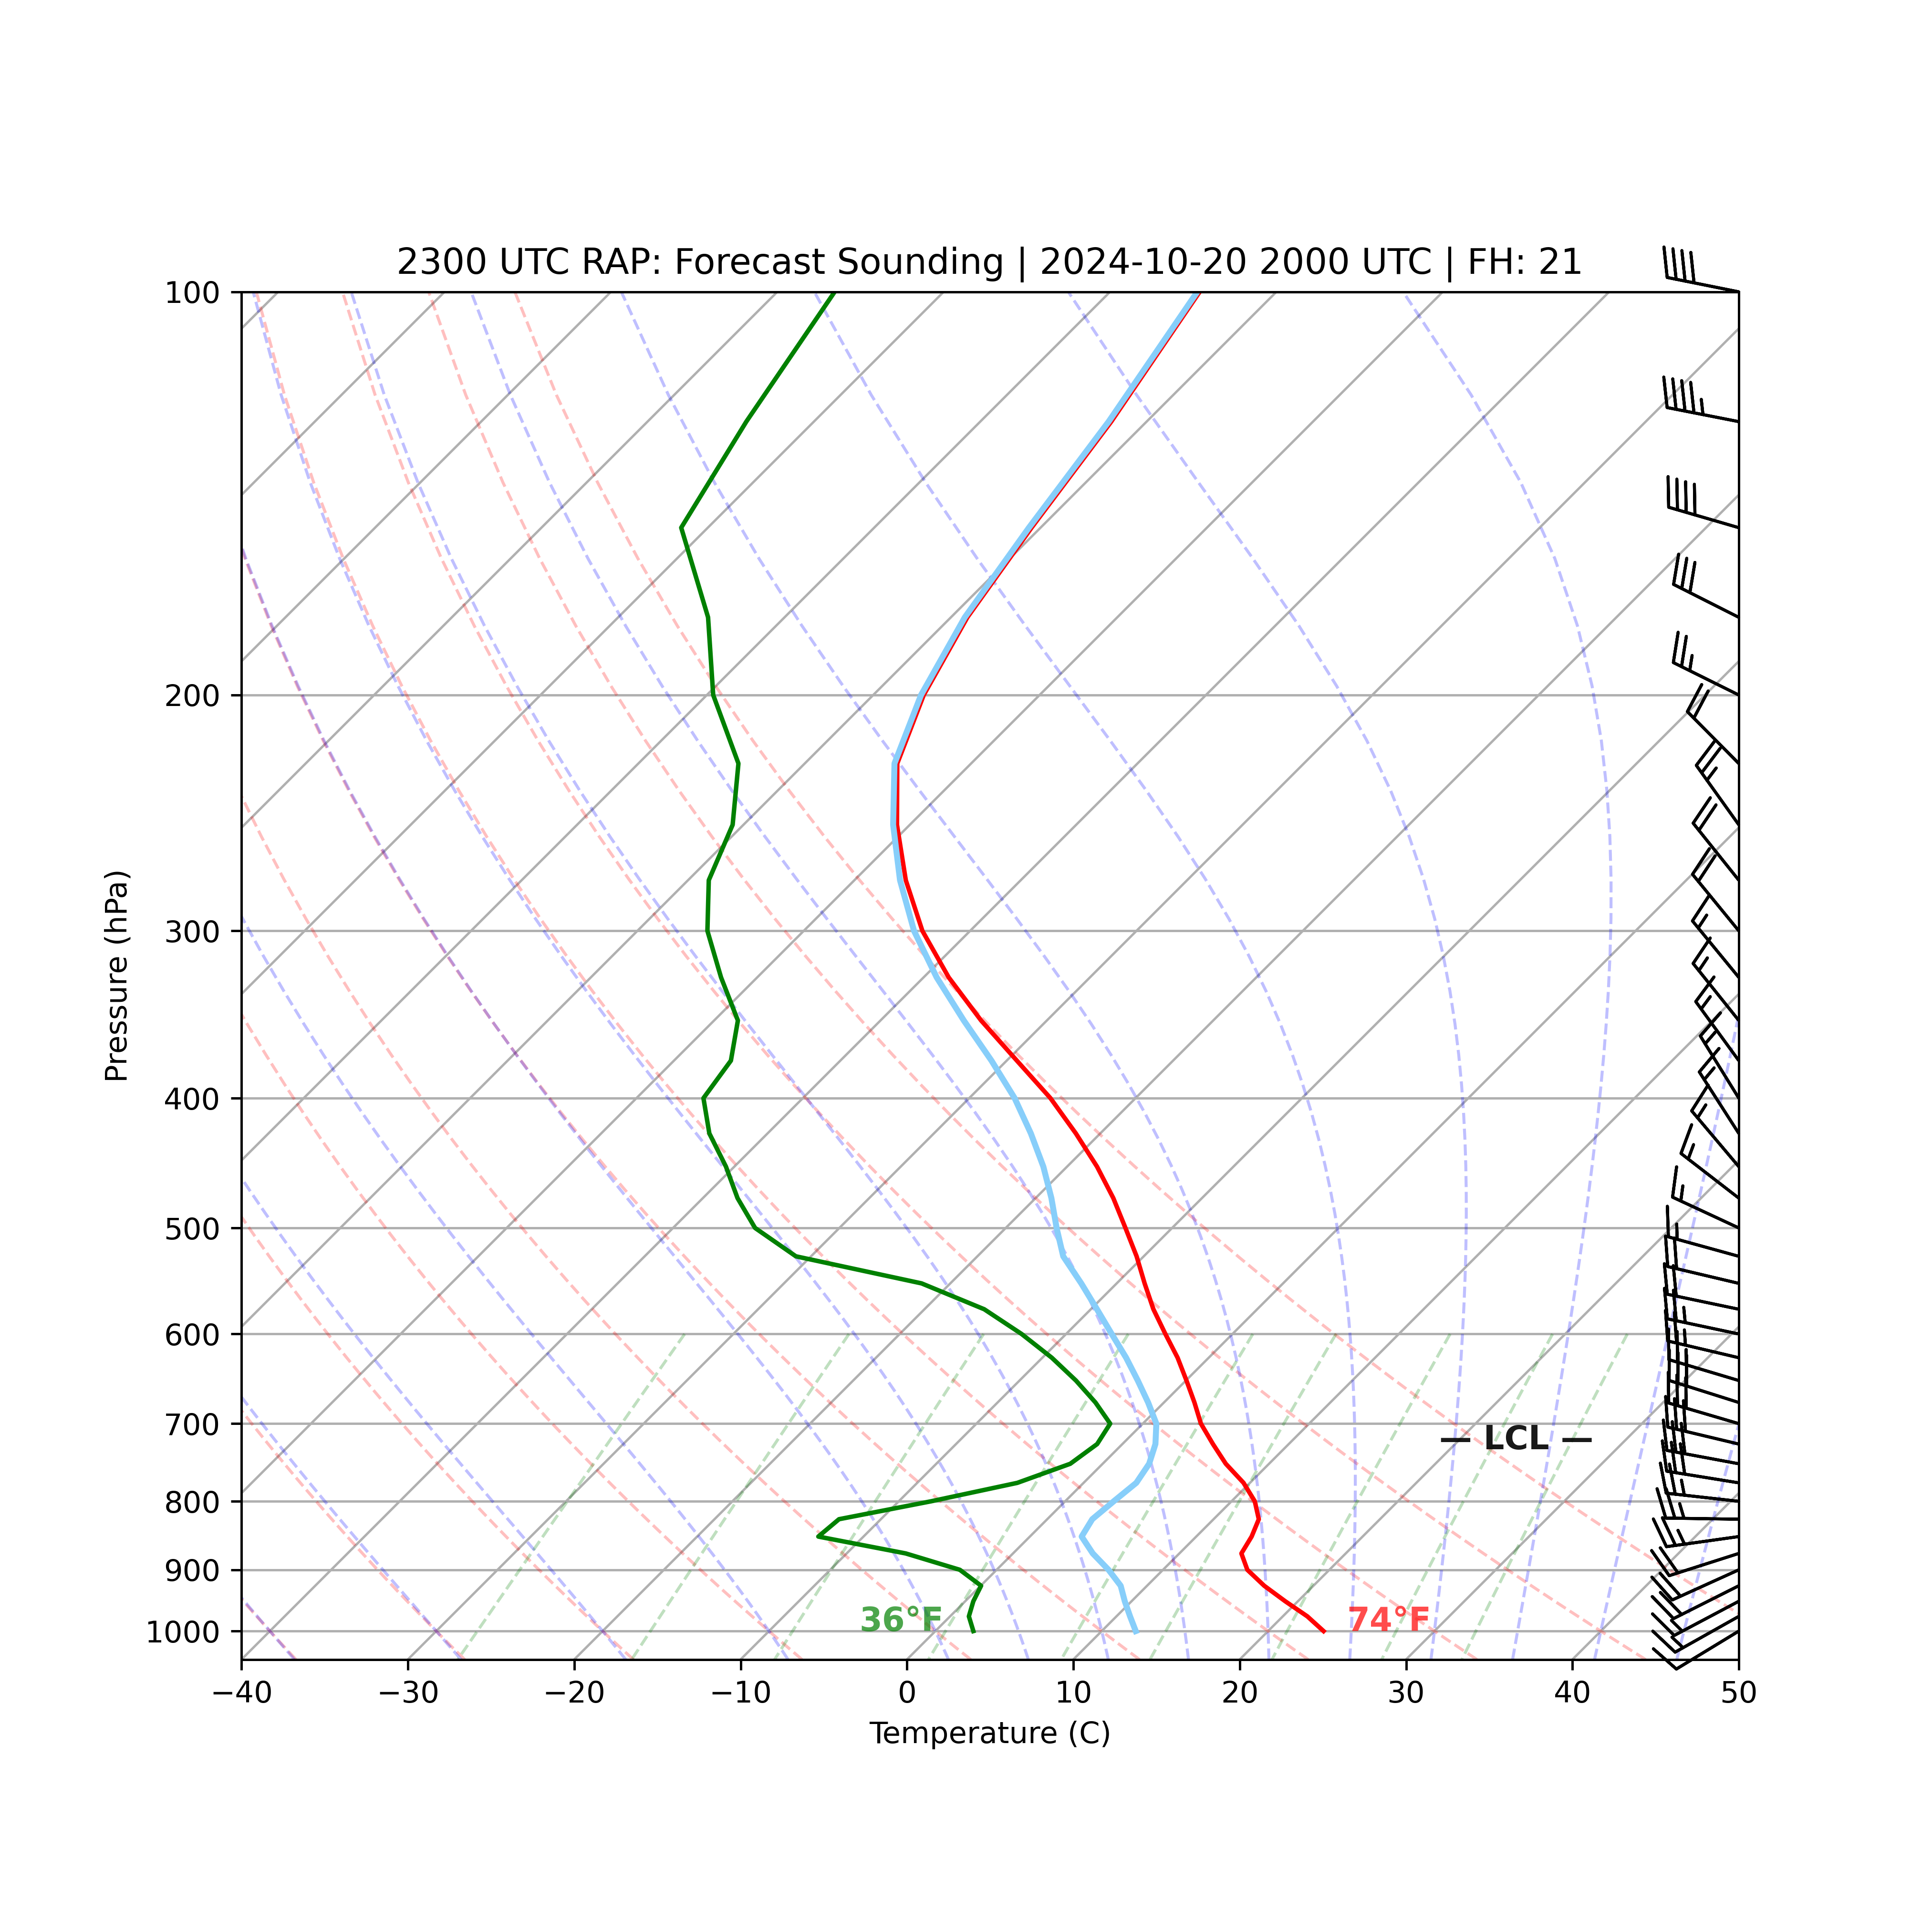 2300 UTC RAP: Forecast Sounding | 2024-10-20 2000 UTC | FH: 21
100
200
300
400
500
600
700
800
900
1000
Pressure (hPa)
— LCL —
36°F
74°F
−40 −30 −20 −10 0 10 20 30 40 50
Temperature (C)